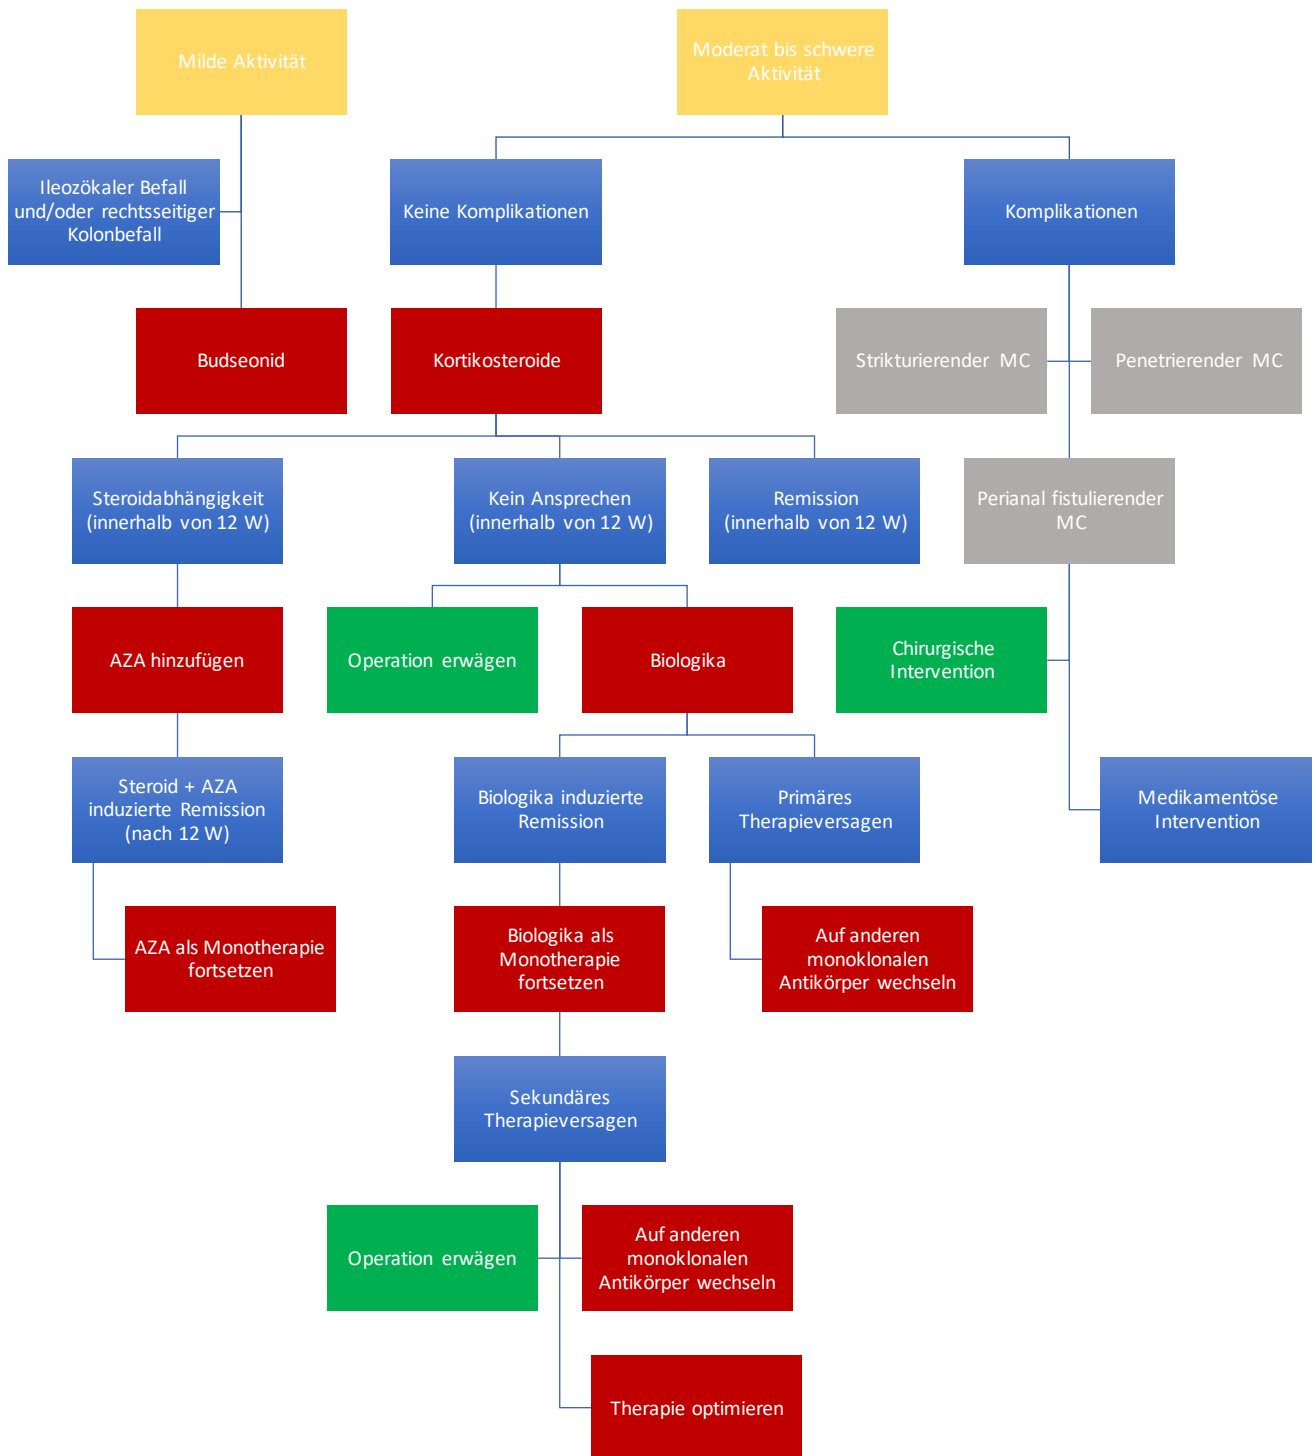 Milde Aktivität
Moderat bis schwere
Aktivität
Ileozökaler Befall
und/oder rechtsseitiger
Kolonbefall
Keine Komplikationen
Komplikationen
Budseonid
Kortikosteroide
Strikturierender MC
Penetrierender MC
Steroidabhängigkeit
(innerhalb von 12 W)
Kein Ansprechen
(innerhalb von 12 W)
Remission
(innerhalb von 12 W)
Perianal fistulierender
MC
AZA hinzufügen
Operation erwägen
Biologika
Chirurgische
Intervention
Steroid + AZA
induzierte Remission
(nach 12 W)
Biologika induzierte
Remission
Primäres
Therapieversagen
Medikamentöse
Intervention
AZA als Monotherapie
fortsetzen
Biologika als
Monotherapie
fortsetzen
Auf anderen
monoklonalen
Antikörper wechseln
Sekundäres
Therapieversagen
Operation erwägen
Auf anderen
monoklonalen
Antikörper wechseln
Therapie optimieren